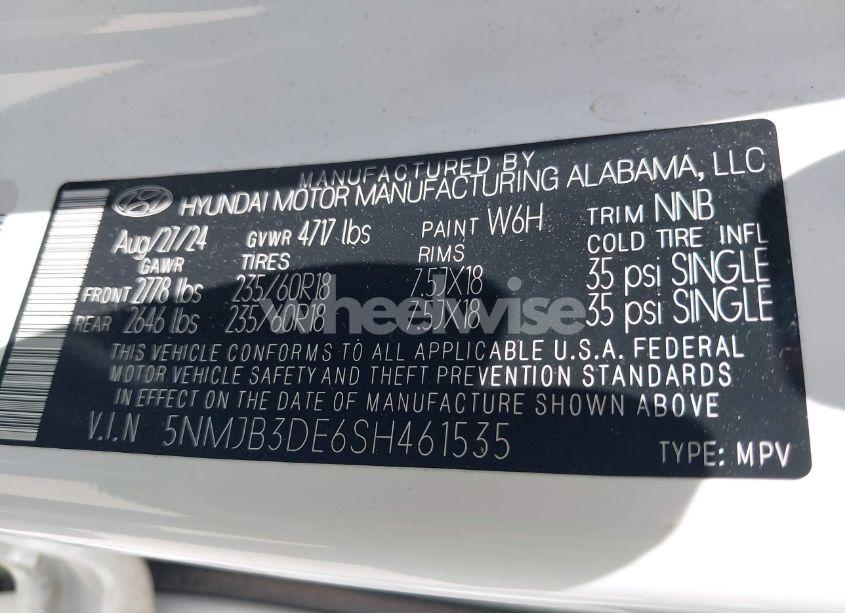 MANUFACTURED BY
HYUNDAI MOTOR MANUFACTURING ALABAMA, LLC
Aug/27/24 GVWR 4717 lbs PAINT W6H TRIM NNB
GAWR TIRES RIMS COLD TIRE INFL
FRONT 2778 lbs 235/60R18 7.5JX18 35 psi SINGLE
REAR 2646 lbs 235/60R18 7.5JX18 35 psi SINGLE
wheelwise
THIS VEHICLE CONFORMS TO ALL APPLICABLE U.S.A. FEDERAL
MOTOR VEHICLE SAFETY AND THEFT PREVENTION STANDARDS
IN EFFECT ON THE DATE OF MANUFACTURE SHOWN ABOVE.
V.I.N 5NMJB3DE6SH461535
TYPE: MPV